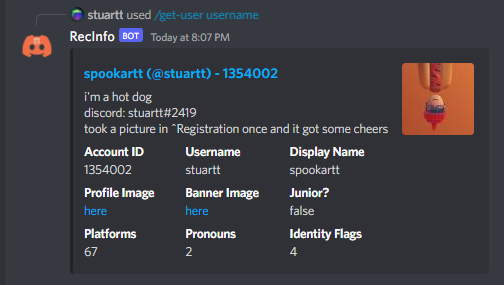 stuartt used /get-user username
RecInfo BOT Today at 8:07 PM
spookartt (@stuartt) - 1354002
i'm a hot dog
discord: stuartt#2419
took a picture in ^Registration once and it got some cheers
Account ID Username Display Name
1354002 stuartt spookartt
Profile Image Banner Image Junior?
here here false
Platforms Pronouns Identity Flags
67 2 4